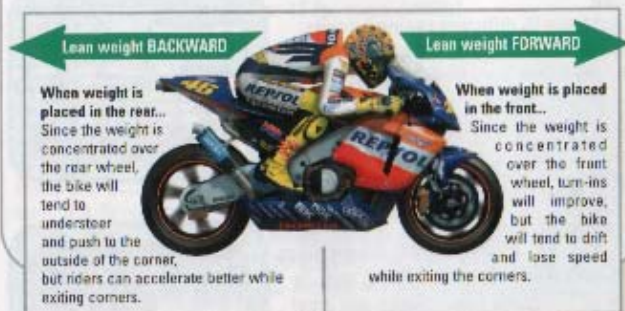 Lean weight BACKWARD
When weight is
placed in the rear...
Since the weight is
concentrated over
the rear wheel,
the bike will
tend to
understeer
and push to the
outside of the corner,
but riders can accelerate better while
exiting corners.
Lean weight FORWARD
When weight is placed
in the front...
Since the weight is
concentrated
over the front
wheel, turn-ins
will improve,
but the bike
will tend to drift
and lose speed
while exiting the corners.
46
REPSOL
REPSOL
HONDA